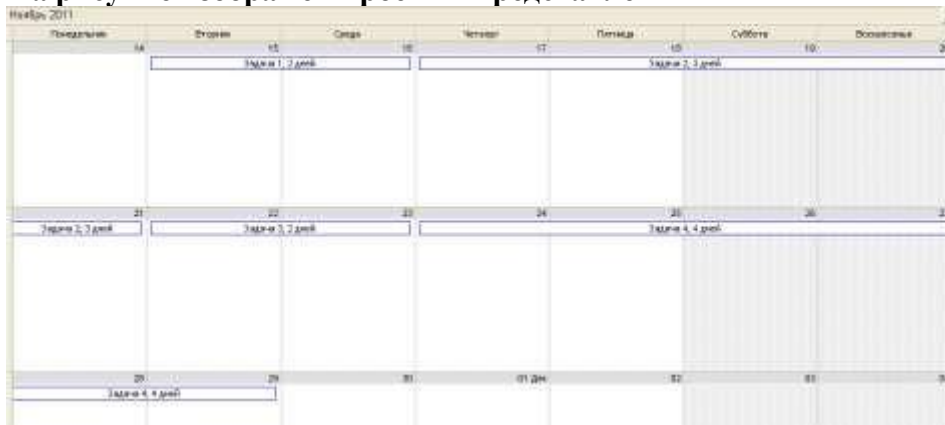 Ноябрь 2011
Понедельник Вторник Среда Четверг Пятница Суббота Воскресенье
14 15 16 17 18 19
Задача 1, 2 дней Задача 2, 3 дней
21 22 23 24 25 26
Задача 2, 3 дней Задача 3, 2 дней Задача 4, 4 дней
28 29 30 01 Дек 02 03
Задача 4, 4 дней